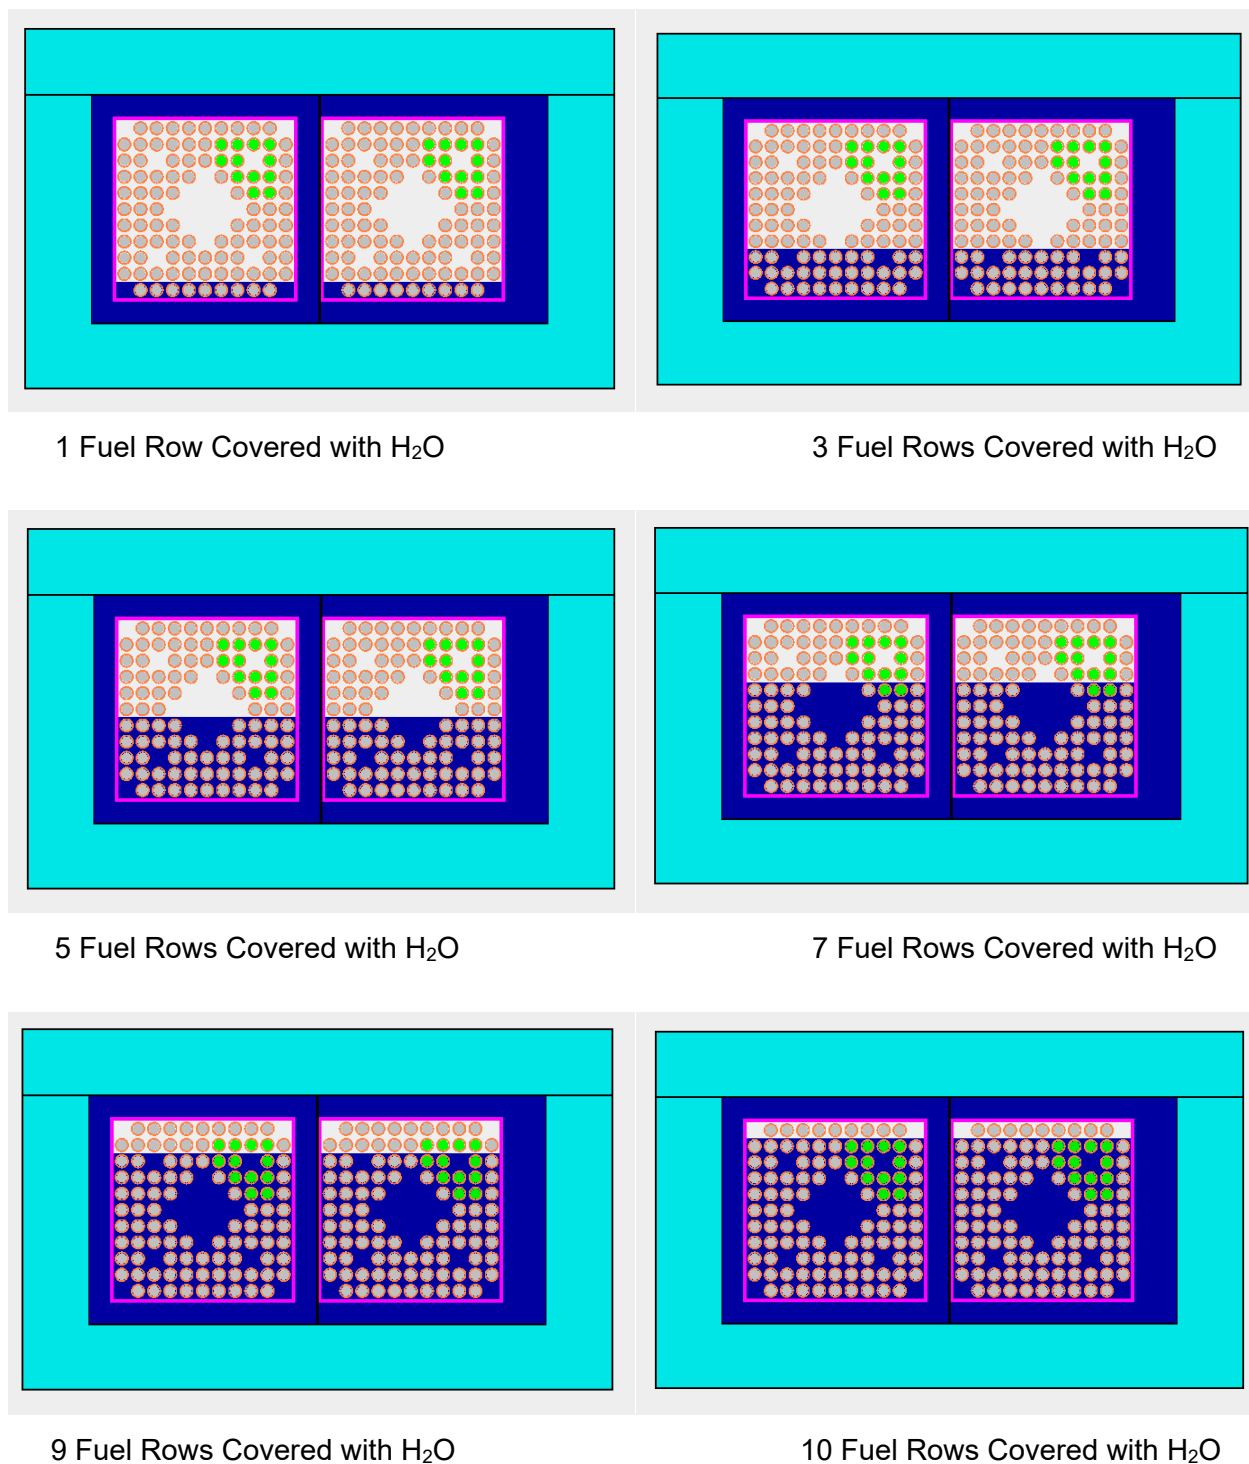 1 Fuel Row Covered with H₂O
3 Fuel Rows Covered with H₂O
5 Fuel Rows Covered with H₂O
7 Fuel Rows Covered with H₂O
9 Fuel Rows Covered with H₂O
10 Fuel Rows Covered with H₂O